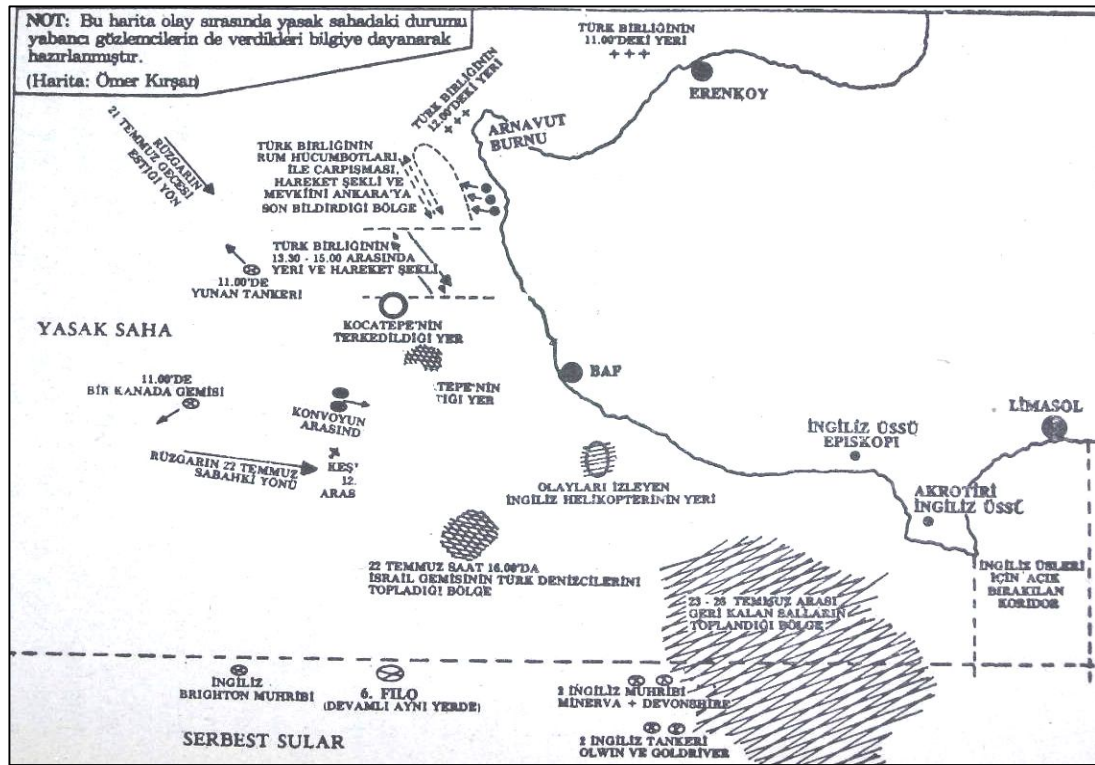 NOT: Bu harita olay sırasında yasak sahadaki durumu
yabancı gözlemcilerin de verdikleri bilgiye dayanarak
hazırlanmıştır.
(Harita: Ömer Kırşan)
TÜRK BİRLİĞİNİN
11.00'DEKİ YERİ
ERENKOY
TÜRK BİRLİĞİNİN
12.00'DEKİ YERİ
ARNAVUT
BURNU
21 TEMMUZ GECESİ
RÜZGARIN
ESTİĞİ YÖN
TÜRK BİRLİĞİNİN
RUM HÜCUMBOTLARI
İLE ÇARPIŞMASI,
HAREKET ŞEKLİ VE
MEVKİİNİ ANKARA'YA
SON BİLDİRDİĞİ BÖLGE
TÜRK BİRLİĞİNİN
13.30 - 15.00 ARASINDA
YERİ VE HAREKET ŞEKLİ
11.00'DE
YUNAN TANKERİ
YASAK SAHA
KOCATEPE'NİN
TERKEDİLDİĞİ YER
TEPE'NİN
TIĞI YER
BAF
11.00'DE
BİR KANADA GEMİSİ
KONVOYUN
ARASIND
RÜZGARIN 22 TEMMUZ
SABAHKİ YÖNÜ
KEŞ'
12.
ARAS
OLAYLARI İZLEYEN
İNGİLİZ HELİKOPTERİNİN YERİ
İNGİLİZ ÜSSÜ
EPISKOPI
LİMASOL
AKROTİRİ
İNGİLİZ ÜSSÜ
22 TEMMUZ SAAT 16.00'DA
İSRAİL GEMİSİNİN TÜRK DENİZCİLERİNİ
TOPLADIĞI BÖLGE
İNGİLİZ ÜSLERİ
İÇİN AÇIK
BIRAKILAN
KORİDOR
TEMMUZ ARASI
GERİ KALAN SALLARIN
TOPLANDIĞI BÖLGE
İNGİLİZ
BRIGHTON MUHRİBİ
6. FİLO
(DEVAMLI AYNI YERDE)
2 İNGİLİZ MUHRİBİ
MINERVA + DEVONSHIRE
2 İNGİLİZ TANKERİ
OLWIN VE GOLDRIVER
SERBEST SULAR